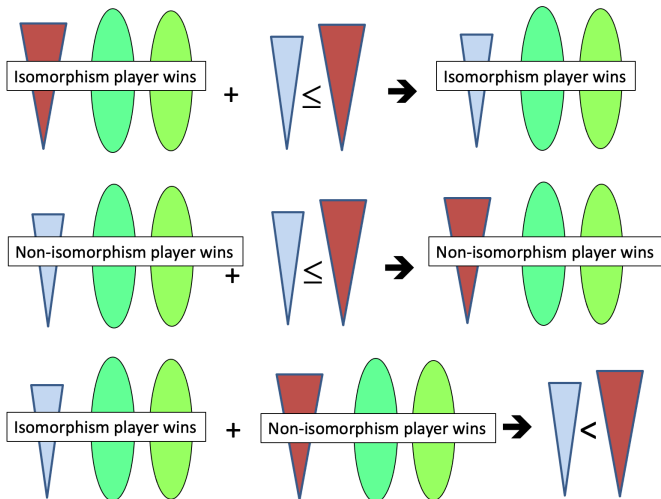 Isomorphism player wins + ≤ ➔ Isomorphism player wins
Non-isomorphism player wins + ≤ ➔ Non-isomorphism player wins
Isomorphism player wins + Non-isomorphism player wins ➔ <